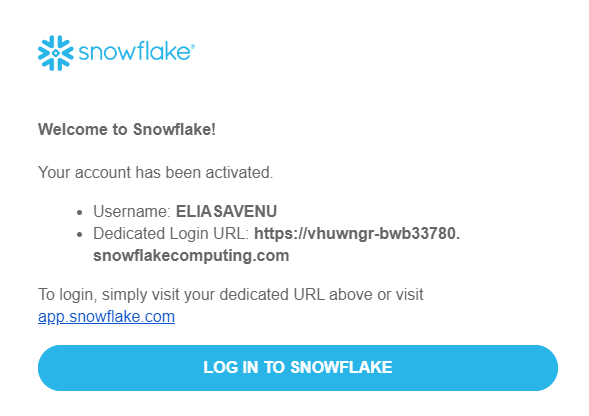 snowflake®
Welcome to Snowflake!
Your account has been activated.
• Username: ELIASAVENU
• Dedicated Login URL: https://vhuwngr-bwb33780.
snowflakecomputing.com
To login, simply visit your dedicated URL above or visit
app.snowflake.com
LOG IN TO SNOWFLAKE